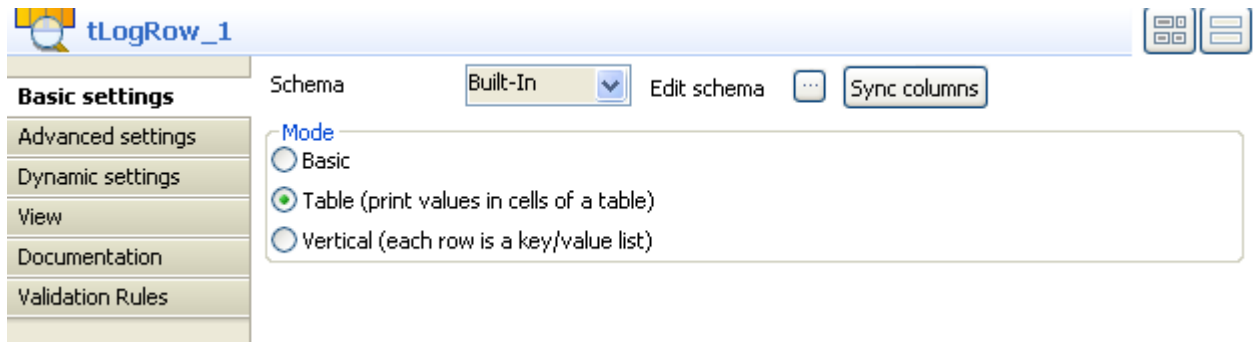 tLogRow_1
Basic settings
Advanced settings
Dynamic settings
View
Documentation
Validation Rules
Schema Built-In Edit schema ... Sync columns
Mode
Basic
Table (print values in cells of a table)
Vertical (each row is a key/value list)